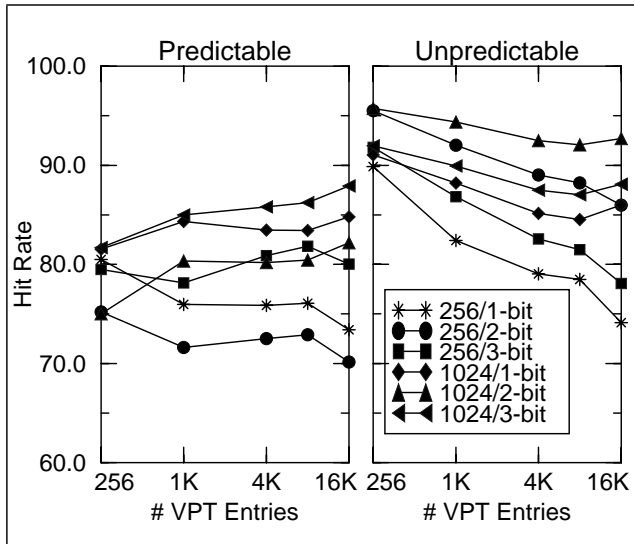 Predictable
Unpredictable
100.0
90.0
80.0
70.0
60.0
Hit Rate
256/1-bit
256/2-bit
256/3-bit
1024/1-bit
1024/2-bit
1024/3-bit
256 1K 4K 16K
256 1K 4K 16K
# VPT Entries
# VPT Entries